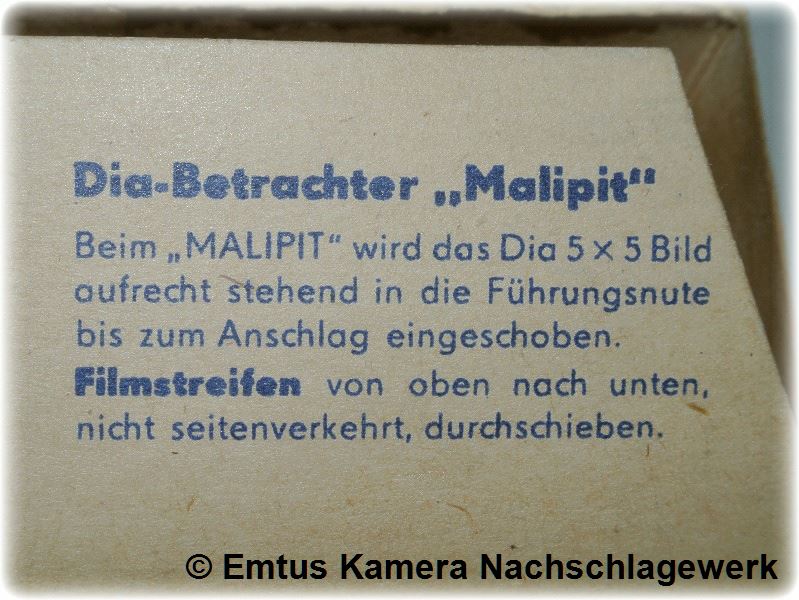 Dia-Betrachter „Malipit“
Beim „MALIPIT“ wird das Dia 5 × 5 Bild
aufrecht stehend in die Führungsnute
bis zum Anschlag eingeschoben.
Filmstreifen von oben nach unten,
nicht seitenverkehrt, durchschieben.
© Emtus Kamera Nachschlagewerk